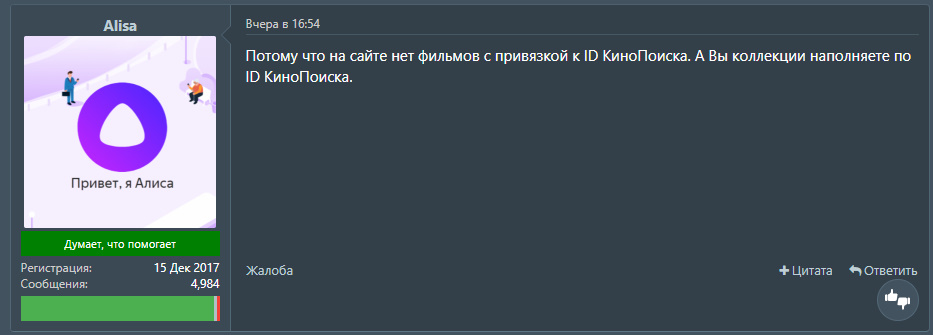 Alisa
Привет, я Алиса
Думает, что помогает
Регистрация: 15 Дек 2017
Сообщения: 4,984
Вчера в 16:54
Потому что на сайте нет фильмов с привязкой к ID КиноПоиска. А Вы коллекции наполняете по
ID КиноПоиска.
Жалоба
Цитата
Ответить